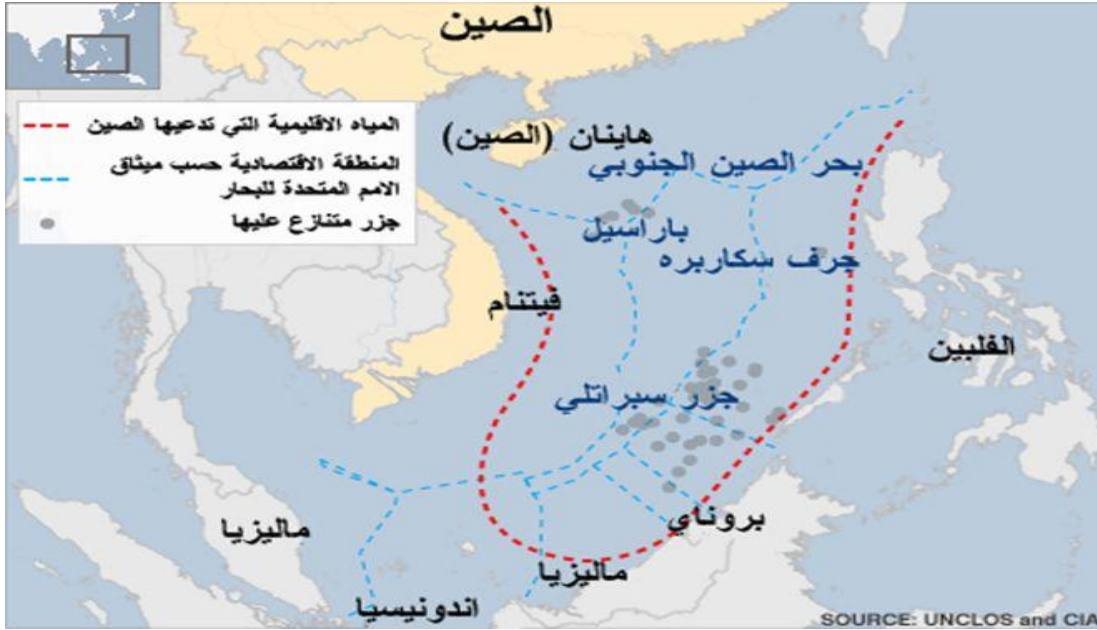 الصين
المياه الاقليمية التي تدعيها الصين
المنطقة الاقتصادية حسب ميثاق
الامم المتحدة للبحار
جزر متنازع عليها
هاينان (الصين)
بحر الصين الجنوبي
باراسيل
جرف سكاربره
فيتنام
الفلبين
جزر سبراتلي
بروناي
ماليزيا
ماليزيا
اندونيسيا
SOURCE: UNCLOS and CIA